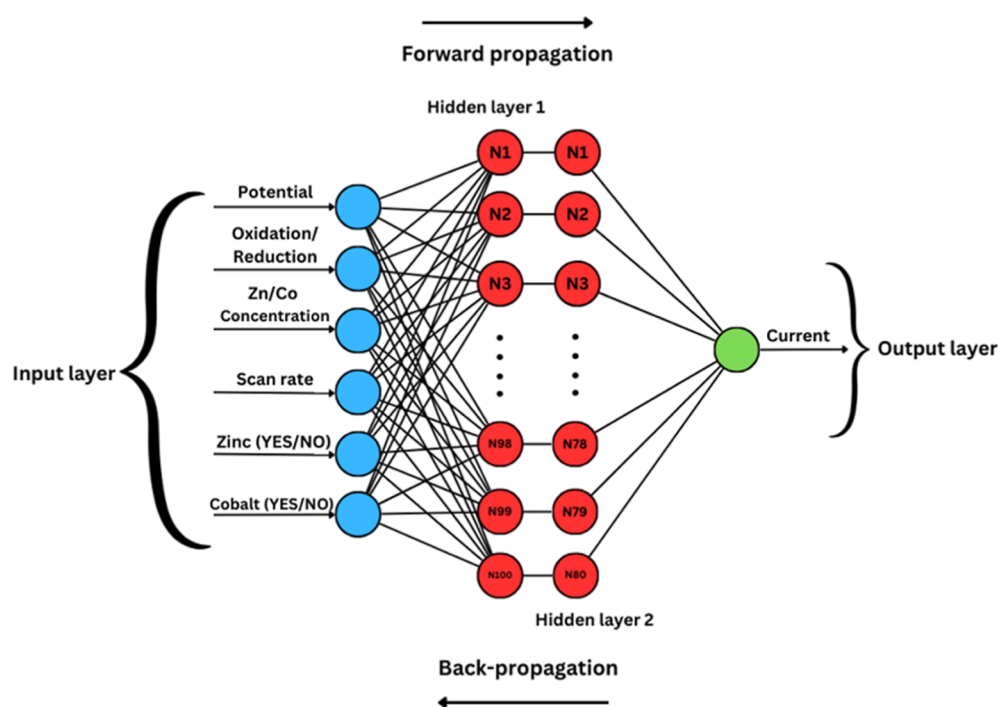 Forward propagation
Hidden layer 1
Input layer
Potential
Oxidation/
Reduction
Zn/Co
Concentration
Scan rate
Zinc (YES/NO)
Cobalt (YES/NO)
N1
N1
N2
N2
N3
N3
N98
N78
N99
N79
N100
N80
Current
Output layer
Hidden layer 2
Back-propagation